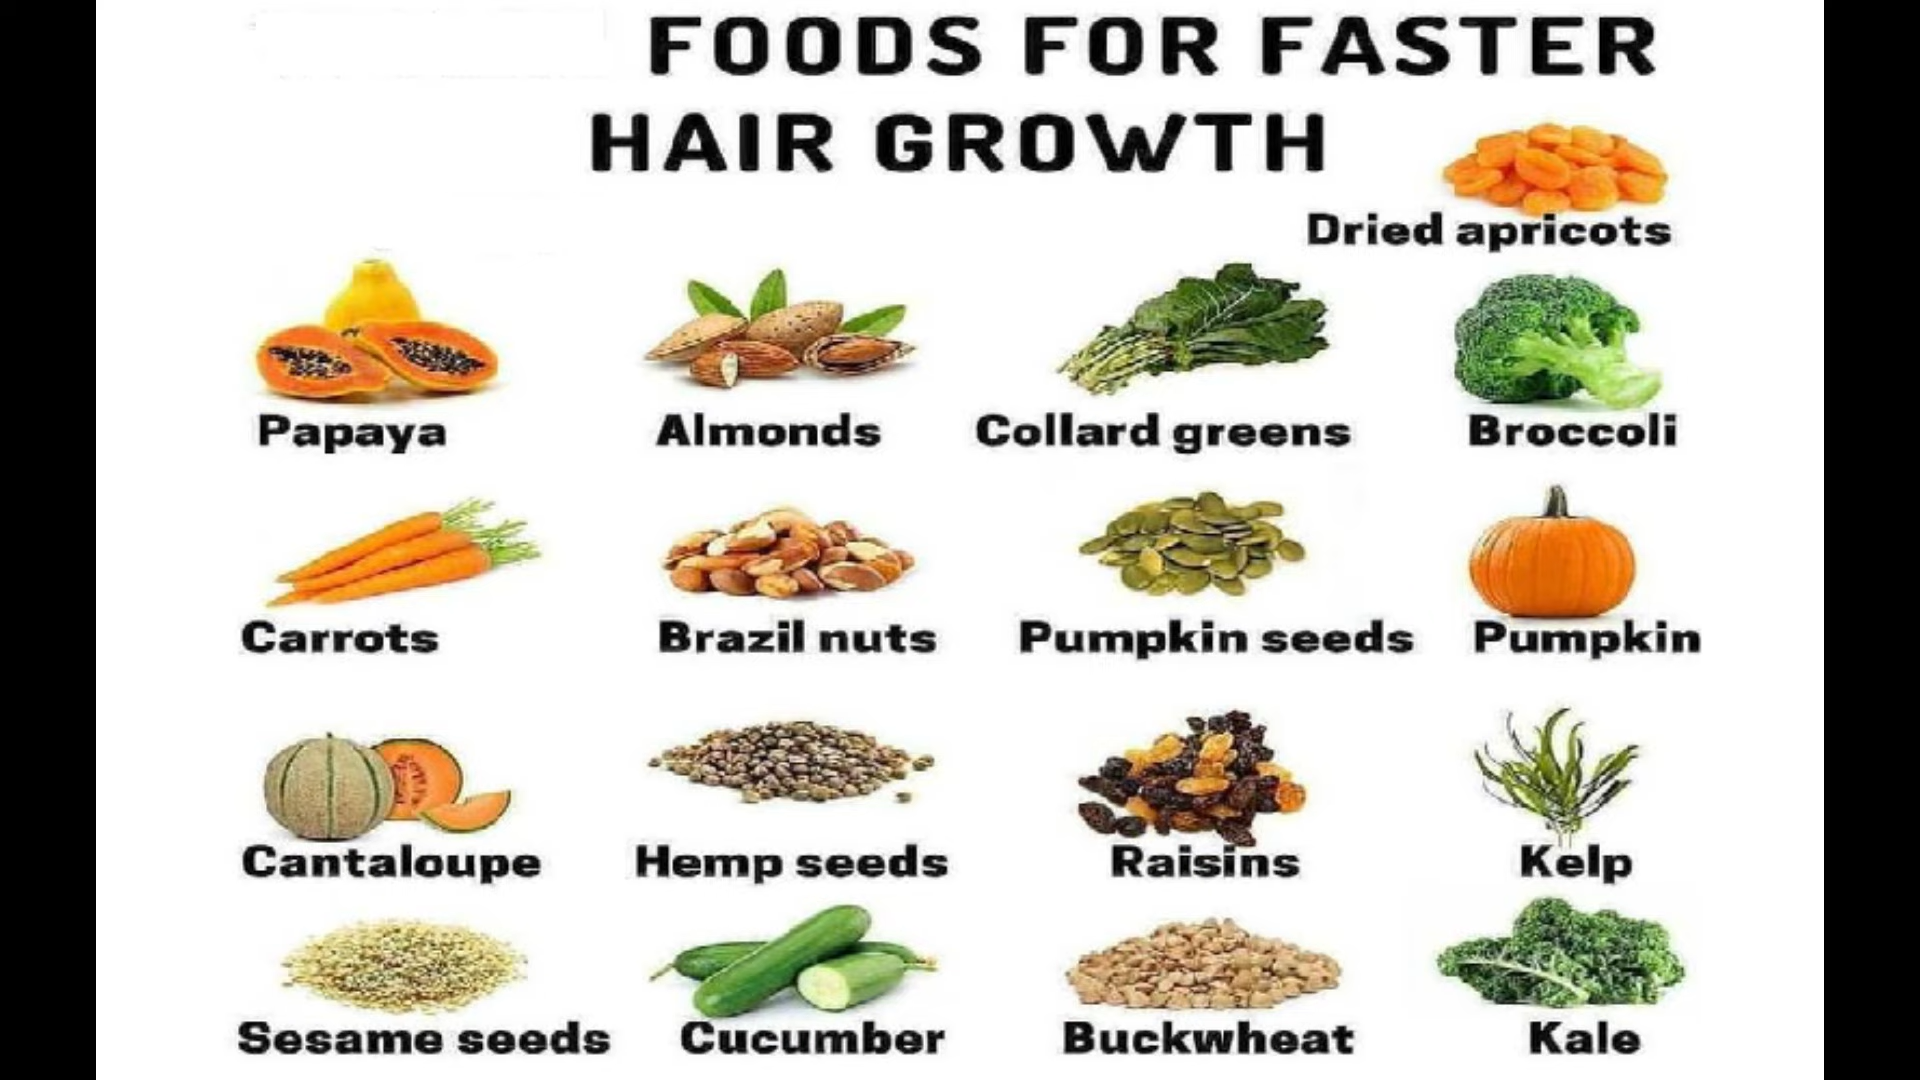 FOODS FOR FASTER
HAIR GROWTH
Dried apricots
Papaya
Almonds
Collard greens
Broccoli
Carrots
Brazil nuts
Pumpkin seeds
Pumpkin
Cantaloupe
Hemp seeds
Raisins
Kelp
Sesame seeds
Cucumber
Buckwheat
Kale